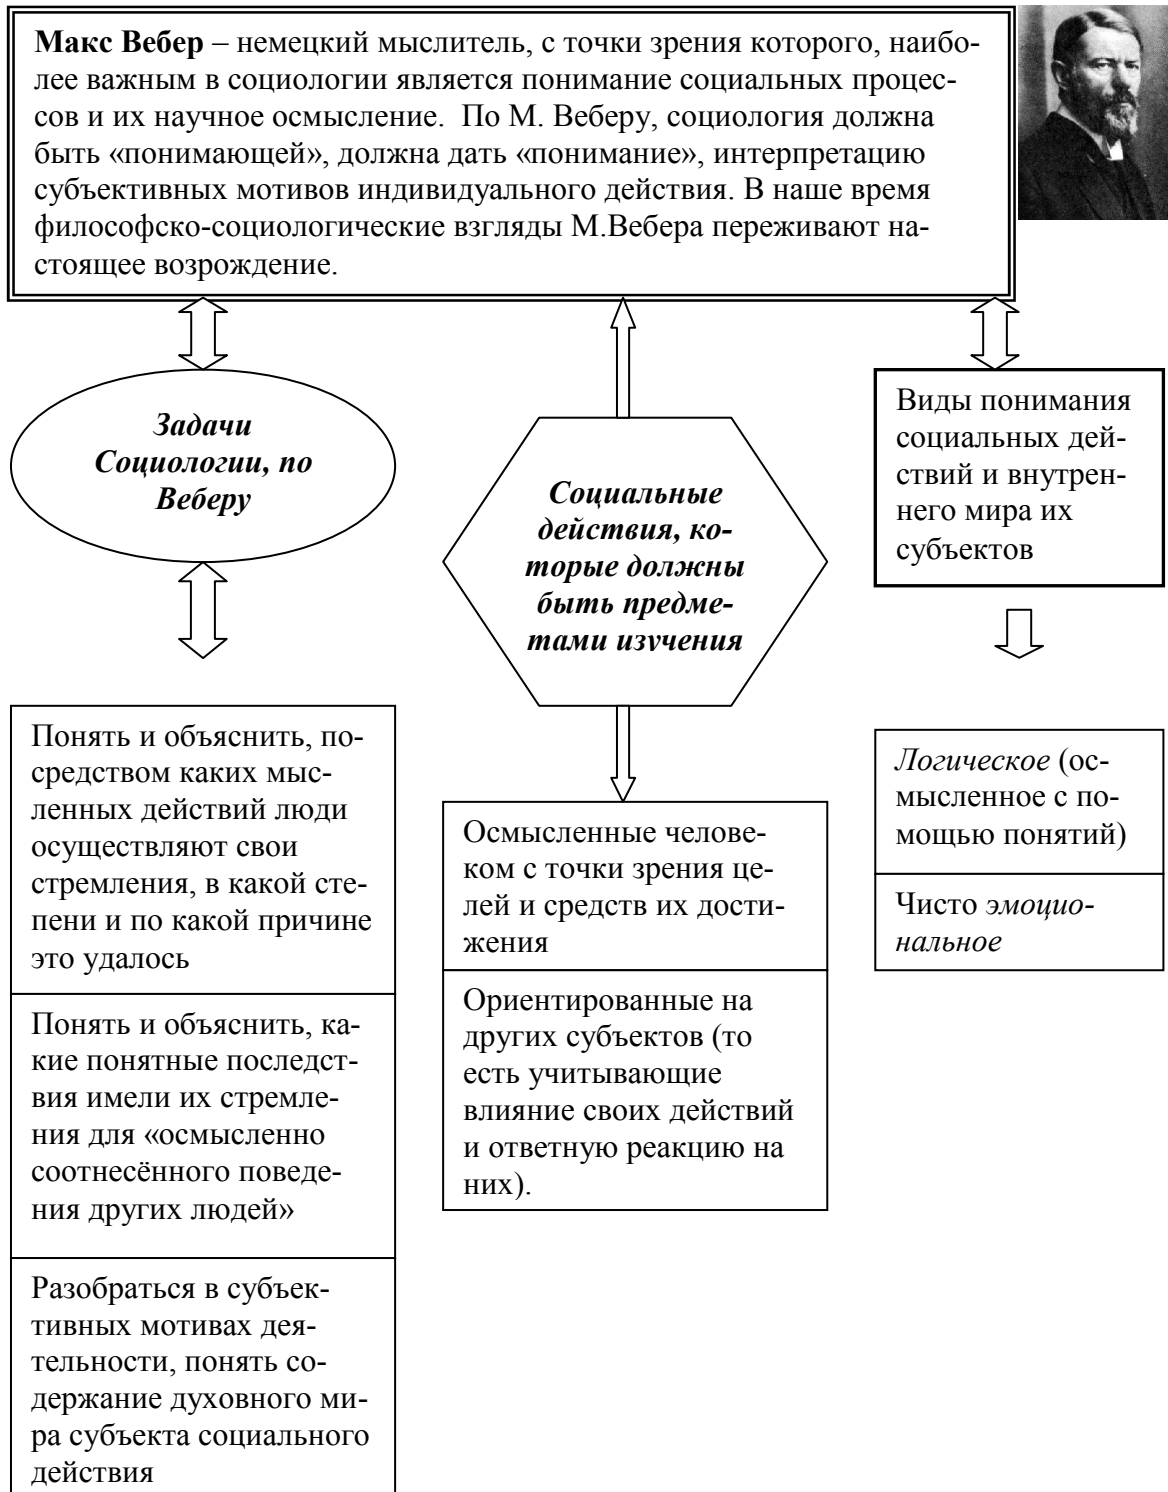 Макс Вебер – немецкий мыслитель, с точки зрения которого, наибо-
лее важным в социологии является понимание социальных процес-
сов и их научное осмысление.  По М. Веберу, социология должна
быть «понимающей», должна дать «понимание», интерпретацию
субъективных мотивов индивидуального действия. В наше время
философско-социологические взгляды М.Вебера переживают на-
стоящее возрождение.
Задачи
Социологии, по
Веберу
Социальные
действия, ко-
торые должны
быть предме-
тами изучения
Виды понимания
социальных дей-
ствий и внутрен-
него мира их
субъектов
Понять и объяснить, по-
средством каких мыс-
ленных действий люди
осуществляют свои
стремления, в какой сте-
пени и по какой причине
это удалось
Понять и объяснить, ка-
кие понятные последст-
вия имели их стремле-
ния для «осмысленно
соотнесённого поведе-
ния других людей»
Разобраться в субъек-
тивных мотивах дея-
тельности, понять со-
держание духовного ми-
ра субъекта социального
действия
Осмысленные челове-
ком с точки зрения це-
лей и средств их дости-
жения
Ориентированные на
других субъектов (то
есть учитывающие
влияние своих действий
и ответную реакцию на
них).
Логическое (ос-
мысленное с по-
мощью понятий)
Чисто эмоцио-
нальное